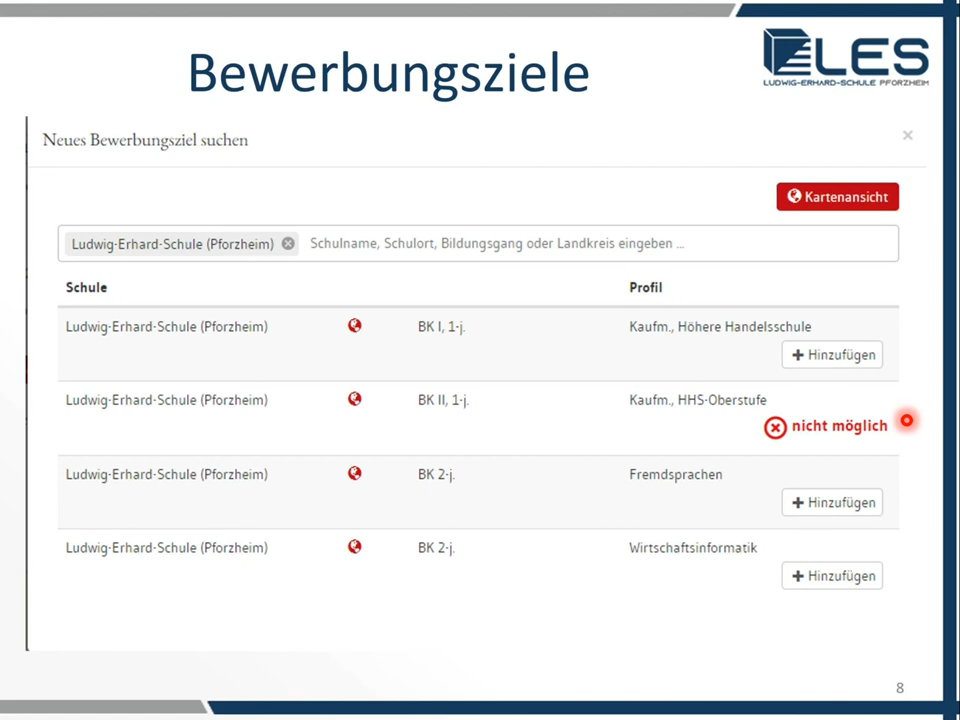 Bewerbungsziele
LES
LUDWIG-ERHARD-SCHULE PFORZHEIM
Neues Bewerbungsziel suchen
×
Kartenansicht
Ludwig-Erhard-Schule (Pforzheim) Schulname, Schulort, Bildungsgang oder Landkreis eingeben ...
Schule Profil
Ludwig-Erhard-Schule (Pforzheim) BK I, 1-j. Kaufm., Höhere Handelsschule
+ Hinzufügen
Ludwig-Erhard-Schule (Pforzheim) BK II, 1-j. Kaufm., HHS-Oberstufe
nicht möglich
Ludwig-Erhard-Schule (Pforzheim) BK 2-j. Fremdsprachen
+ Hinzufügen
Ludwig-Erhard-Schule (Pforzheim) BK 2-j. Wirtschaftsinformatik
+ Hinzufügen
8